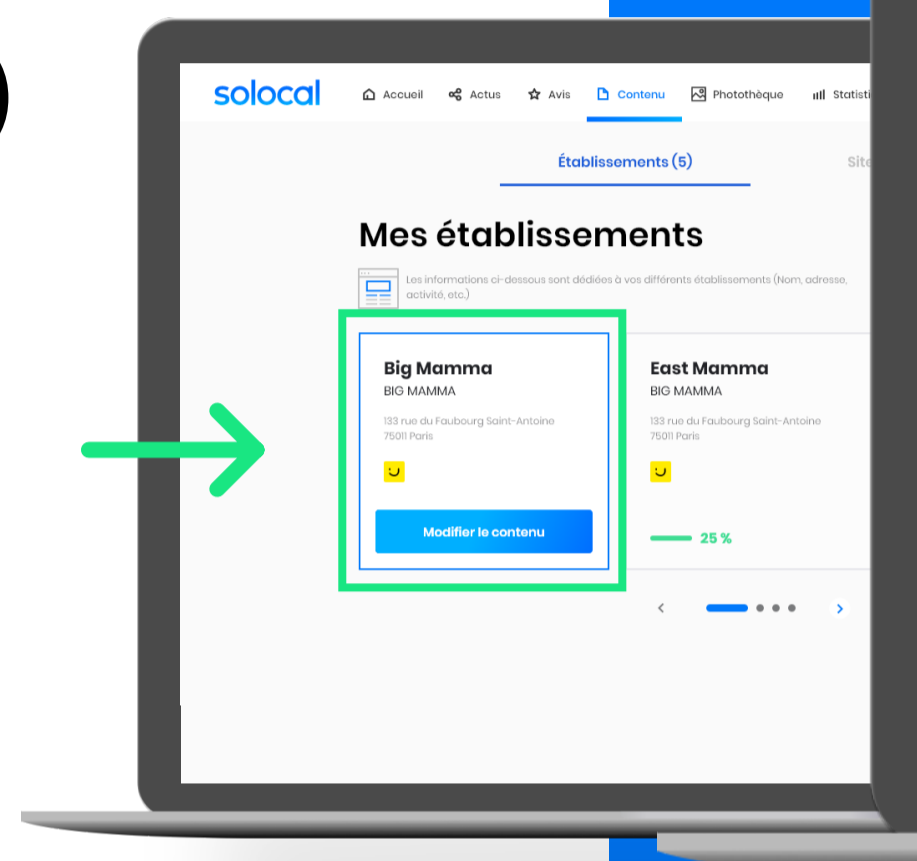 solocal
Accueil
Actus
Avis
Contenu
Photothèque
Établissements (5)
Mes établissements
Les informations ci-dessous sont dédiées à vos différents établissements (Nom, adresse,
activité, etc.)
Big Mamma
BIG MAMMA
133 rue du Faubourg Saint-Antoine
75011 Paris
Modifier le contenu
East Mamma
BIG MAMMA
133 rue du Faubourg Saint-Antoine
75011 Paris
25 %